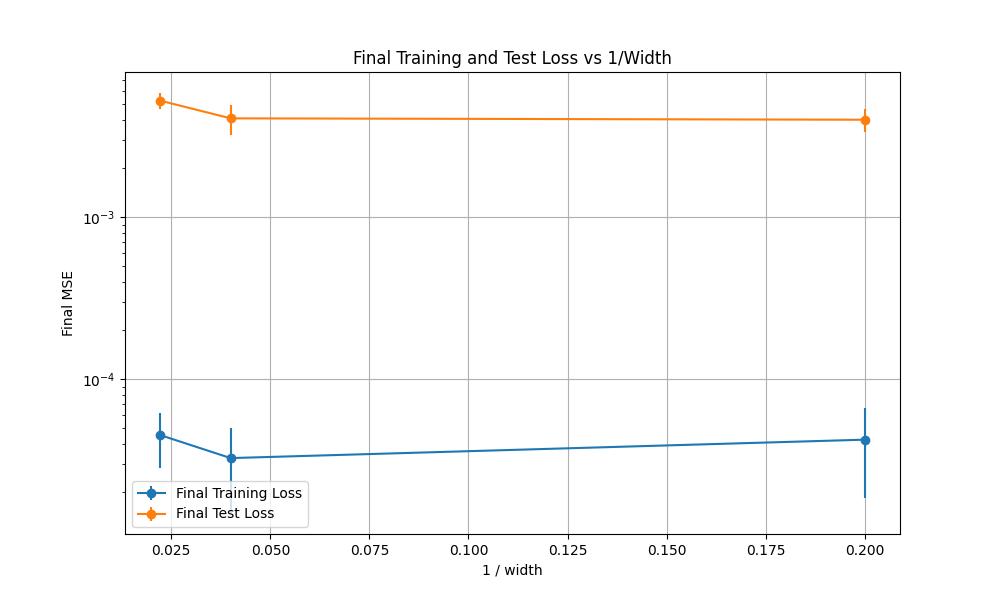 Final Training and Test Loss vs 1/Width
Final MSE
10⁻³
10⁻⁴
Final Training Loss
Final Test Loss
0.025 0.050 0.075 0.100 0.125 0.150 0.175 0.200
1 / width